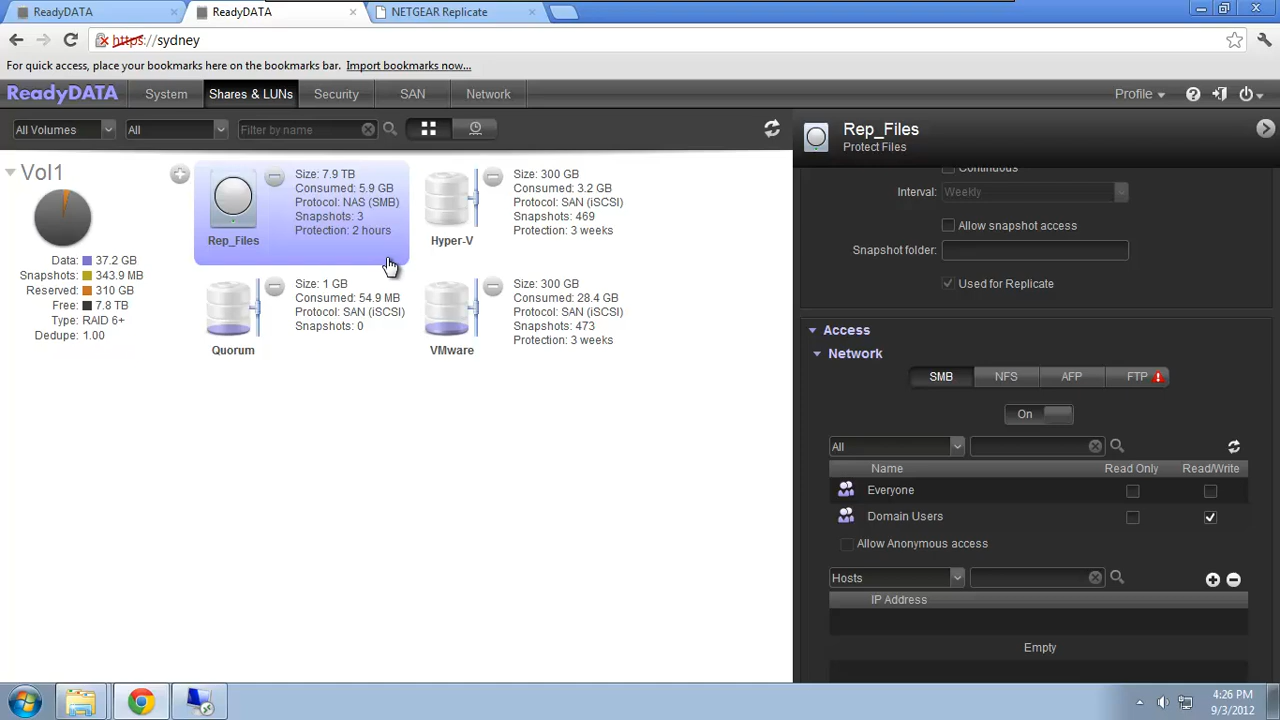 ReadyDATA
ReadyDATA
NETGEAR Replicate
https://sydney
For quick access, place your bookmarks here on the bookmarks bar. Import bookmarks now...
ReadyDATA System Shares & LUNs Security SAN Network Profile
All Volumes All Filter by name
Rep_Files
Protect Files
Vol1
Data: 37.2 GB
Snapshots: 343.9 MB
Reserved: 310 GB
Free: 7.8 TB
Type: RAID 6+
Dedupe: 1.00
Rep_Files
Size: 7.9 TB
Consumed: 5.9 GB
Protocol: NAS (SMB)
Snapshots: 3
Protection: 2 hours
Hyper-V
Size: 300 GB
Consumed: 3.2 GB
Protocol: SAN (iSCSI)
Snapshots: 469
Protection: 3 weeks
Quorum
Size: 1 GB
Consumed: 54.9 MB
Protocol: SAN (iSCSI)
Snapshots: 0
VMware
Size: 300 GB
Consumed: 28.4 GB
Protocol: SAN (iSCSI)
Snapshots: 473
Protection: 3 weeks
Continuous
Interval: Weekly
Allow snapshot access
Snapshot folder:
Used for Replicate
Access
Network
SMB NFS AFP FTP
On
All
Name Read Only Read/Write
Everyone
Domain Users
Allow Anonymous access
Hosts
IP Address
Empty
4:26 PM
9/3/2012